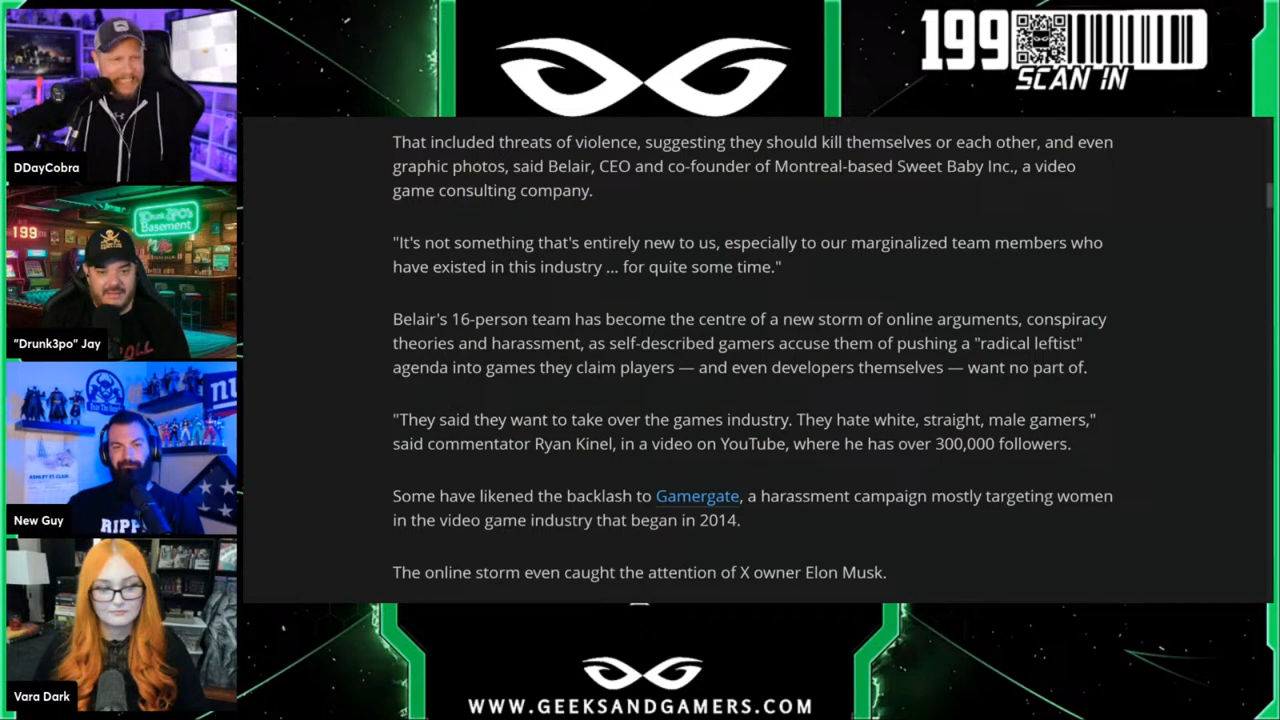 199
SCAN IN
DDayCobra
Drunk3po's
Basement
199
"Drunk3po" Jay
New Guy
RIPP
Vara Dark
That included threats of violence, suggesting they should kill themselves or each other, and even
graphic photos, said Belair, CEO and co-founder of Montreal-based Sweet Baby Inc., a video
game consulting company.
"It's not something that's entirely new to us, especially to our marginalized team members who
have existed in this industry ... for quite some time."
Belair's 16-person team has become the centre of a new storm of online arguments, conspiracy
theories and harassment, as self-described gamers accuse them of pushing a "radical leftist"
agenda into games they claim players — and even developers themselves — want no part of.
"They said they want to take over the games industry. They hate white, straight, male gamers,"
said commentator Ryan Kinel, in a video on YouTube, where he has over 300,000 followers.
Some have likened the backlash to Gamergate, a harassment campaign mostly targeting women
in the video game industry that began in 2014.
The online storm even caught the attention of X owner Elon Musk.
WWW.GEEKSANDGAMERS.COM